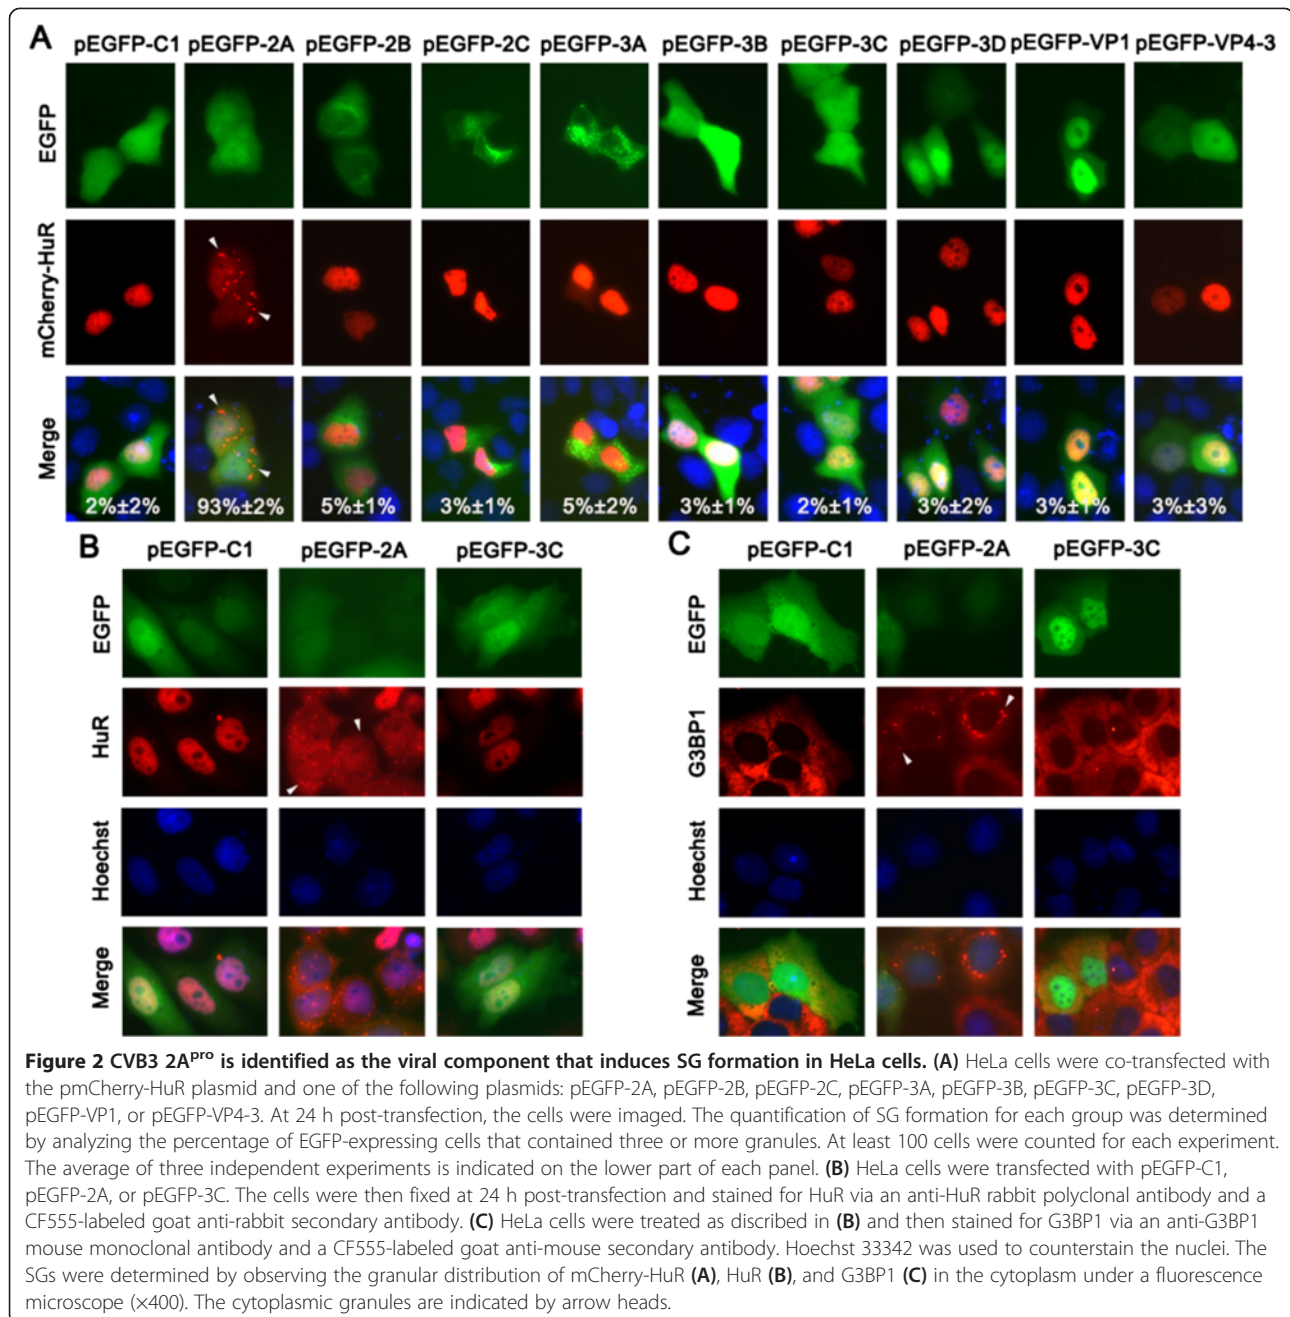 A
pEGFP-C1 pEGFP-2A pEGFP-2B pEGFP-2C pEGFP-3A pEGFP-3B pEGFP-3C pEGFP-3D pEGFP-VP1 pEGFP-VP4-3
EGFP
mCherry-HuR
Merge
2%±2% 93%±2% 5%±1% 3%±1% 5%±2% 3%±1% 2%±1% 3%±2% 3%±1% 3%±3%
B
pEGFP-C1 pEGFP-2A pEGFP-3C
EGFP
HuR
Hoechst
Merge
C
pEGFP-C1 pEGFP-2A pEGFP-3C
EGFP
G3BP1
Hoechst
Merge
Figure 2 CVB3 2Apro is identified as the viral component that induces SG formation in HeLa cells. (A) HeLa cells were co-transfected with
the pmCherry-HuR plasmid and one of the following plasmids: pEGFP-2A, pEGFP-2B, pEGFP-2C, pEGFP-3A, pEGFP-3B, pEGFP-3C, pEGFP-3D,
pEGFP-VP1, or pEGFP-VP4-3. At 24 h post-transfection, the cells were imaged. The quantification of SG formation for each group was determined
by analyzing the percentage of EGFP-expressing cells that contained three or more granules. At least 100 cells were counted for each experiment.
The average of three independent experiments is indicated on the lower part of each panel. (B) HeLa cells were transfected with pEGFP-C1,
pEGFP-2A, or pEGFP-3C. The cells were then fixed at 24 h post-transfection and stained for HuR via an anti-HuR rabbit polyclonal antibody and a
CF555-labeled goat anti-rabbit secondary antibody. (C) HeLa cells were treated as discribed in (B) and then stained for G3BP1 via an anti-G3BP1
mouse monoclonal antibody and a CF555-labeled goat anti-mouse secondary antibody. Hoechst 33342 was used to counterstain the nuclei. The
SGs were determined by observing the granular distribution of mCherry-HuR (A), HuR (B), and G3BP1 (C) in the cytoplasm under a fluorescence
microscope (×400). The cytoplasmic granules are indicated by arrow heads.